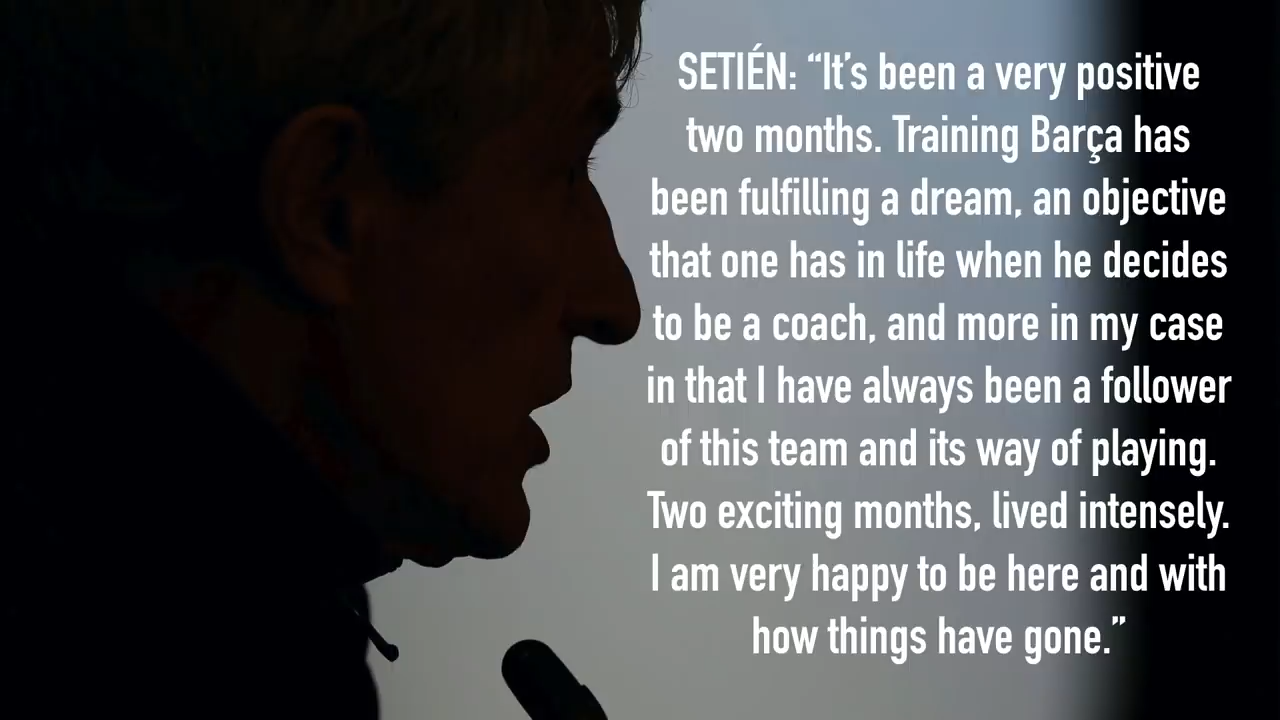 SETIÉN: “It’s been a very positive
two months. Training Barça has
been fulfilling a dream, an objective
that one has in life when he decides
to be a coach, and more in my case
in that I have always been a follower
of this team and its way of playing.
Two exciting months, lived intensely.
I am very happy to be here and with
how things have gone.”